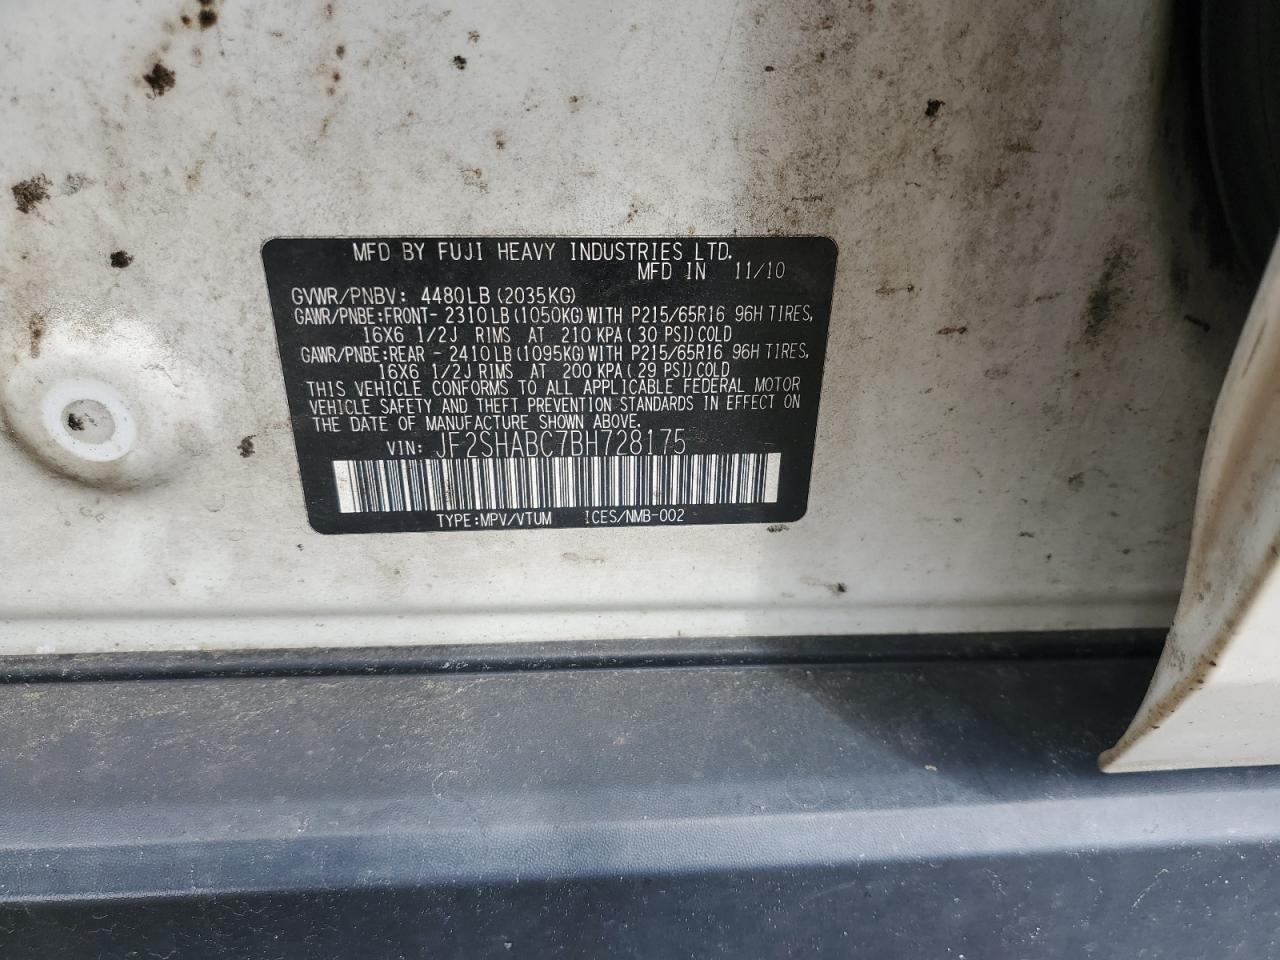 MFD BY FUJI HEAVY INDUSTRIES LTD.
MFD IN 11/10
GVWR/PNBV: 4480LB (2035KG)
GAWR/PNBE:FRONT- 2310LB (1050KG) WITH P215/65R16 96H TIRES,
16X6 1/2J RIMS AT 210 KPA( 30 PSI) COLD
GAWR/PNBE:REAR - 2410LB (1095KG) WITH P215/65R16 96H TIRES,
16X6 1/2J RIMS AT 200 KPA (29 PSI) COLD
THIS VEHICLE CONFORMS TO ALL APPLICABLE FEDERAL MOTOR
VEHICLE SAFETY AND THEFT PREVENTION STANDARDS IN EFFECT ON
THE DATE OF MANUFACTURE SHOWN ABOVE.
VIN: JF2SHABC7BH728175
TYPE:MPV/VTUM ICES/NMB-002